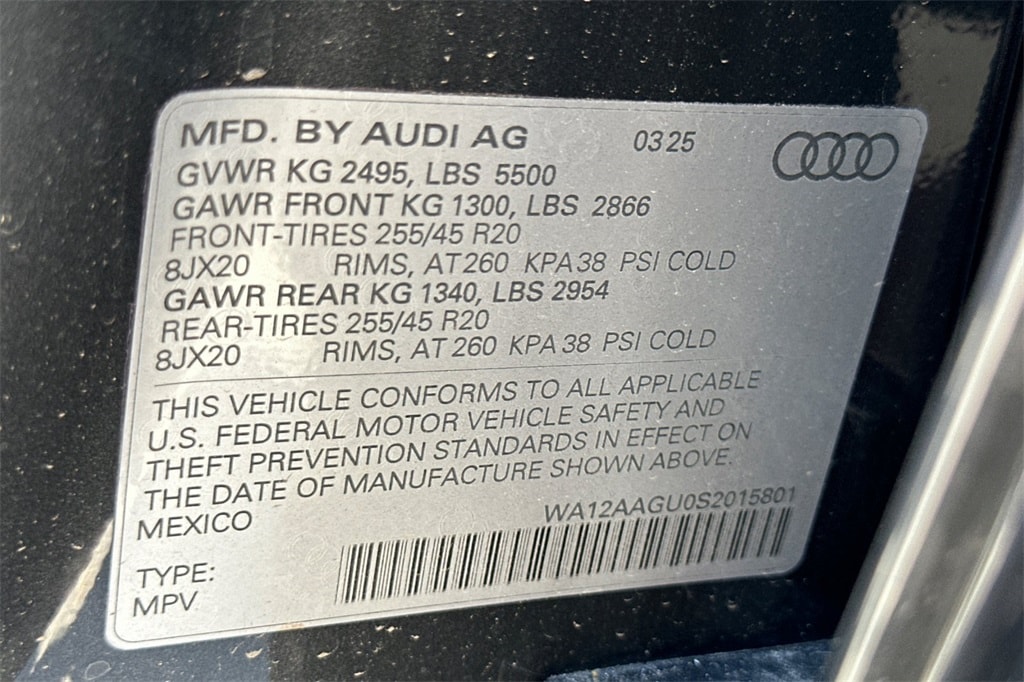 MFD. BY AUDI AG 03 25
GVWR KG 2495, LBS 5500
GAWR FRONT KG 1300, LBS 2866
FRONT-TIRES 255/45 R20
8JX20 RIMS, AT 260 KPA 38 PSI COLD
GAWR REAR KG 1340, LBS 2954
REAR-TIRES 255/45 R20
8JX20 RIMS, AT 260 KPA 38 PSI COLD
THIS VEHICLE CONFORMS TO ALL APPLICABLE
U.S. FEDERAL MOTOR VEHICLE SAFETY AND
THEFT PREVENTION STANDARDS IN EFFECT ON
THE DATE OF MANUFACTURE SHOWN ABOVE.
MEXICO WA12AAGU0S2015801
TYPE:
MPV